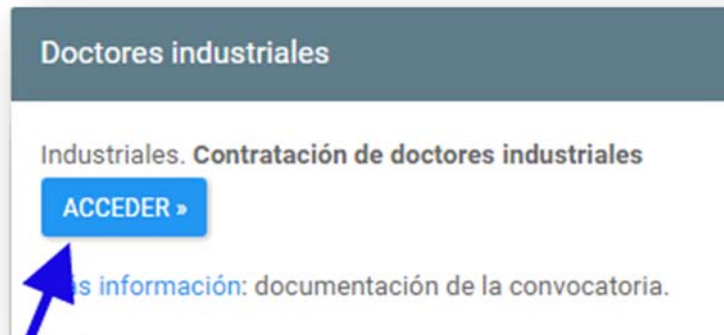 Doctores industriales
Industriales. Contratación de doctores industriales
ACCEDER »
información: documentación de la convocatoria.